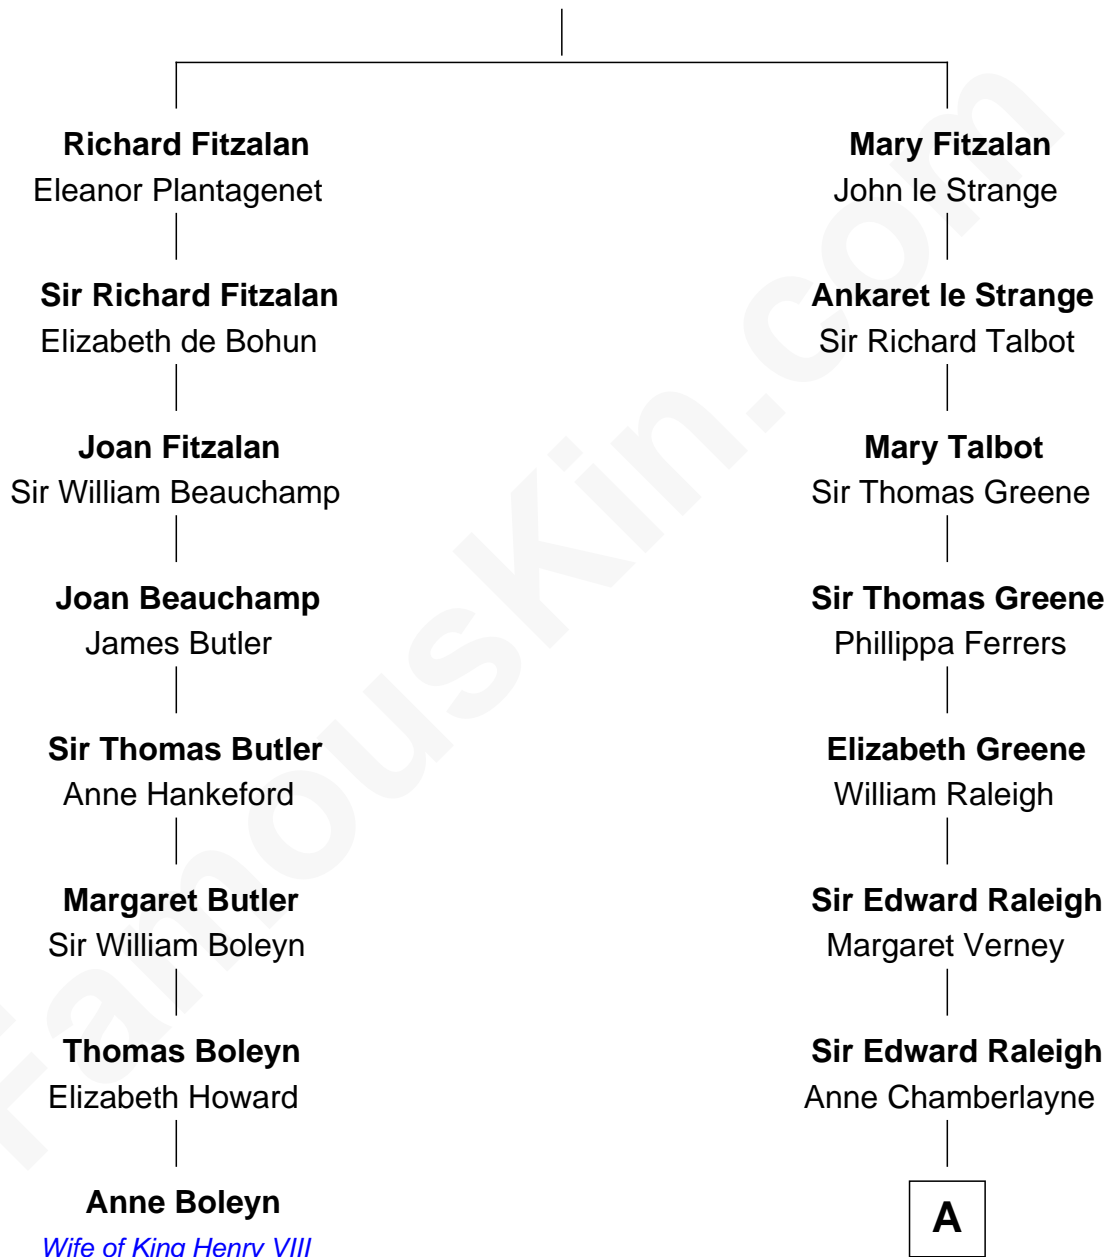 Richard Fitzalan
Eleanor Plantagenet
Sir Richard Fitzalan
Elizabeth de Bohun
Joan Fitzalan
Sir William Beauchamp
Joan Beauchamp
James Butler
Sir Thomas Butler
Anne Hankeford
Margaret Butler
Sir William Boleyn
Thomas Boleyn
Elizabeth Howard
Anne Boleyn
Wife of King Henry VIII
Mary Fitzalan
John le Strange
Ankaret le Strange
Sir Richard Talbot
Mary Talbot
Sir Thomas Greene
Sir Thomas Greene
Phillippa Ferrers
Elizabeth Greene
William Raleigh
Sir Edward Raleigh
Margaret Verney
Sir Edward Raleigh
Anne Chamberlayne
A
FamousKin.com